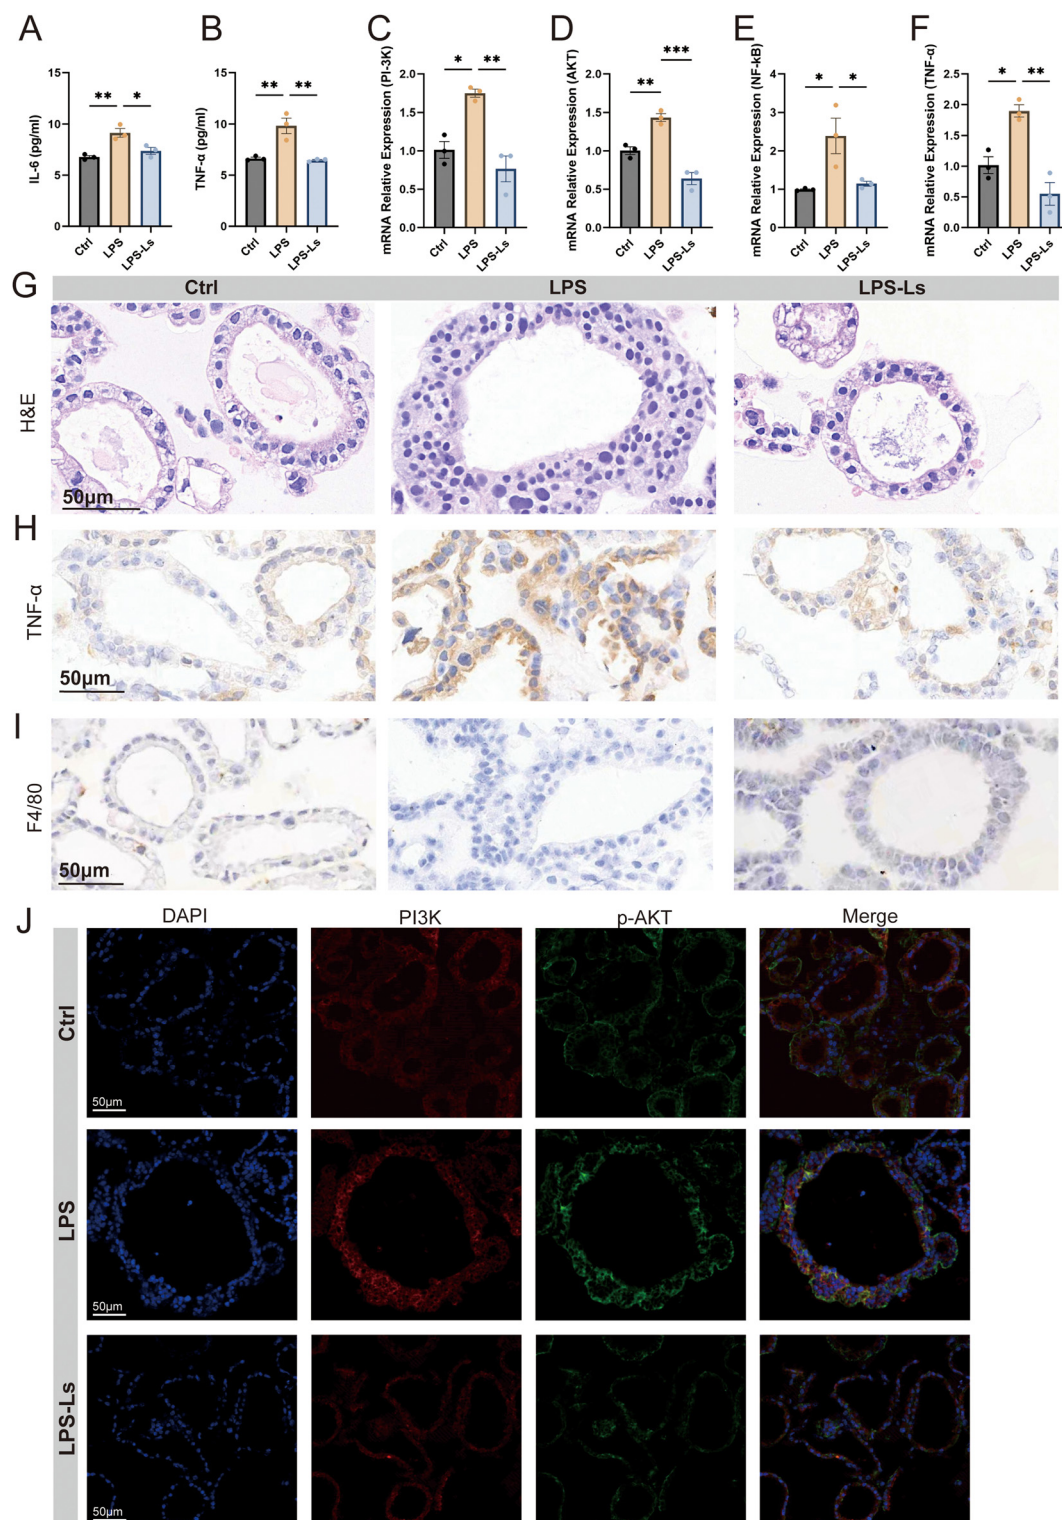 A
IL-6 (pg/ml)
15
10
5
0
**
*
Ctrl
LPS
LPS-Ls
B
TNF-α (pg/ml)
15
10
5
0
**
**
Ctrl
LPS
LPS-Ls
C
mRNA Relative Expression (PI-3K)
2.0
1.5
1.0
0.5
0.0
*
**
Ctrl
LPS
LPS-Ls
D
mRNA Relative Expression (AKT)
2.0
1.5
1.0
0.5
0.0
**
***
Ctrl
LPS
LPS-Ls
E
mRNA Relative Expression (NF-kB)
4
3
2
1
0
*
*
Ctrl
LPS
LPS-Ls
F
mRNA Relative Expression (TNF-α)
2.5
2.0
1.5
1.0
0.5
0.0
*
**
Ctrl
LPS
LPS-Ls
G
Ctrl
LPS
LPS-Ls
H&E
50μm
H
TNF-α
50μm
I
F4/80
50μm
J
DAPI
PI3K
p-AKT
Merge
Ctrl
50μm
LPS
50μm
LPS-Ls
50μm